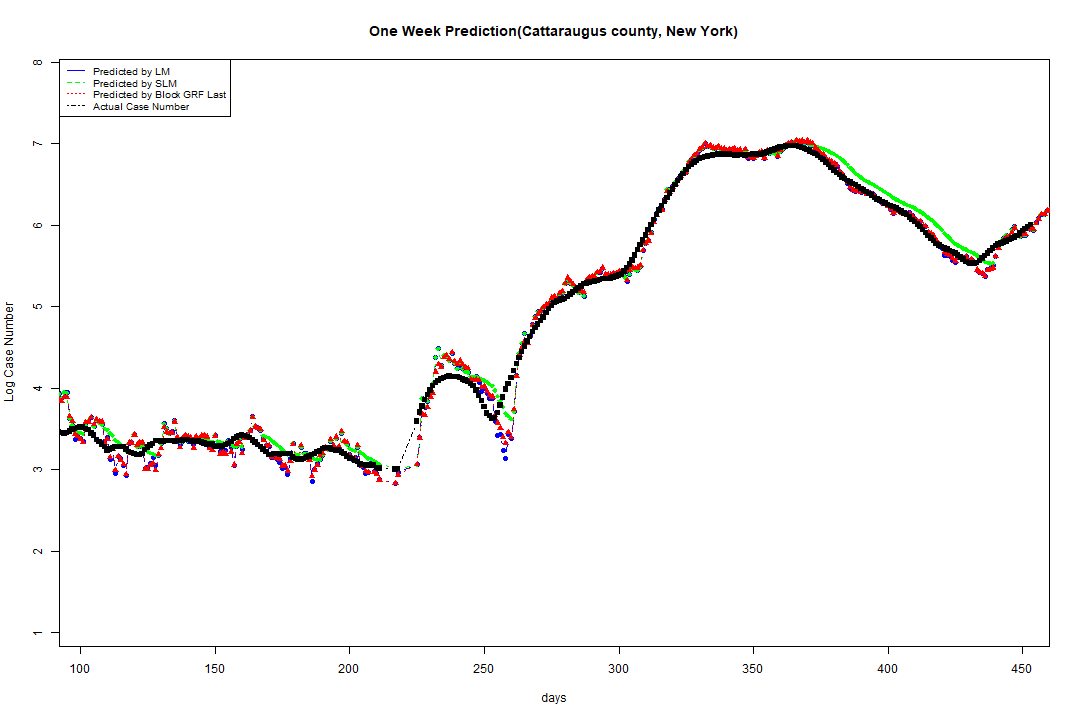 One Week Prediction(Cattaraugus county, New York)
Predicted by LM
Predicted by SLM
Predicted by Block GRF Last
Actual Case Number
8
7
6
5
4
3
2
1
Log Case Number
100 150 200 250 300 350 400 450
days